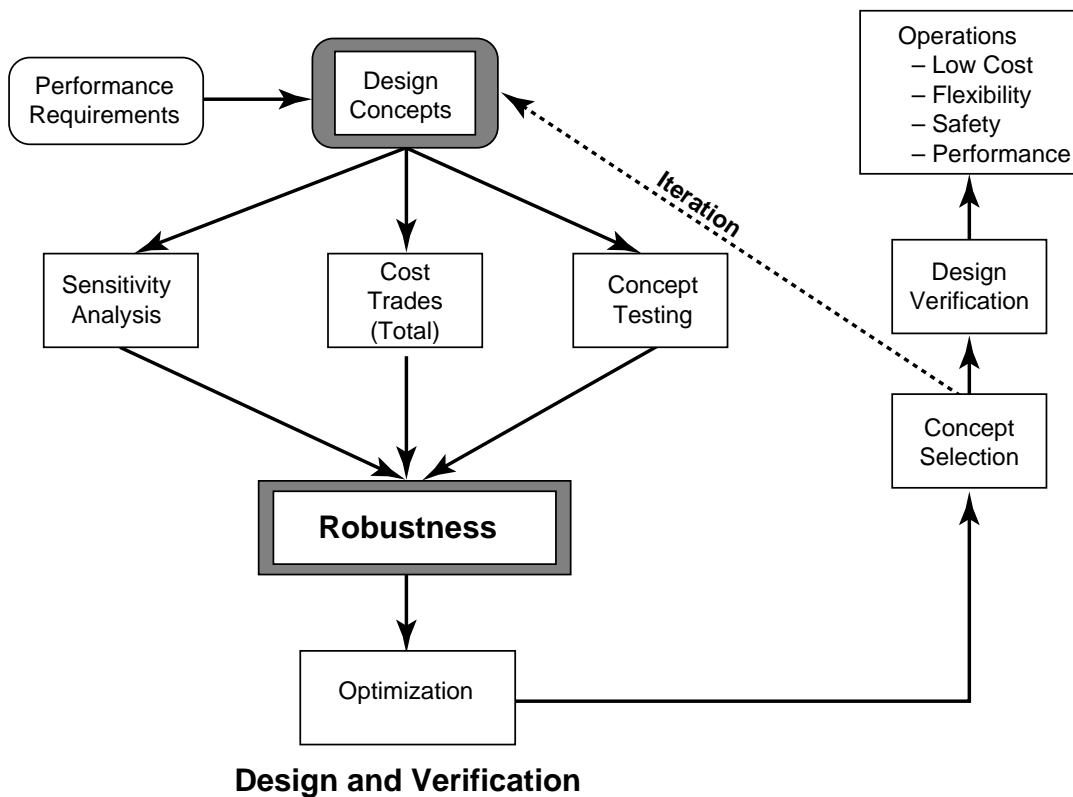 Performance
Requirements
Design
Concepts
Operations
– Low Cost
– Flexibility
– Safety
– Performance
Iteration
Sensitivity
Analysis
Cost
Trades
(Total)
Concept
Testing
Design
Verification
Concept
Selection
Robustness
Optimization
Design and Verification